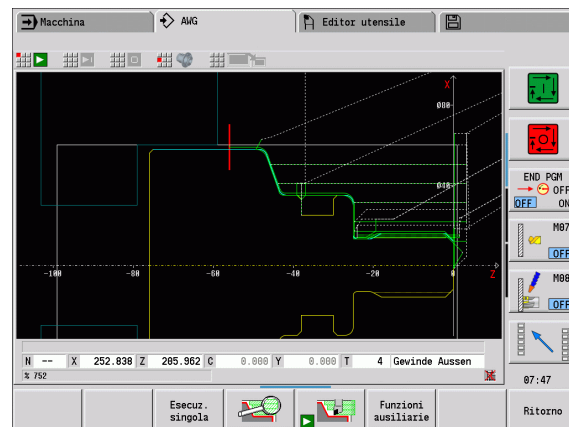 Macchina AWG Editor utensile
X
Ø80
Ø40
-100 -80 -60 -40 -20 0 Z
END PGM
OFF
OFF ON
M07
OFF
M08
OFF
N -- X 252.838 Z 205.962 C 0.000 Y 0.000 T 4 Gewinde Aussen
% 752
07:47
Esecuz. singola
Funzioni ausiliarie
Ritorno